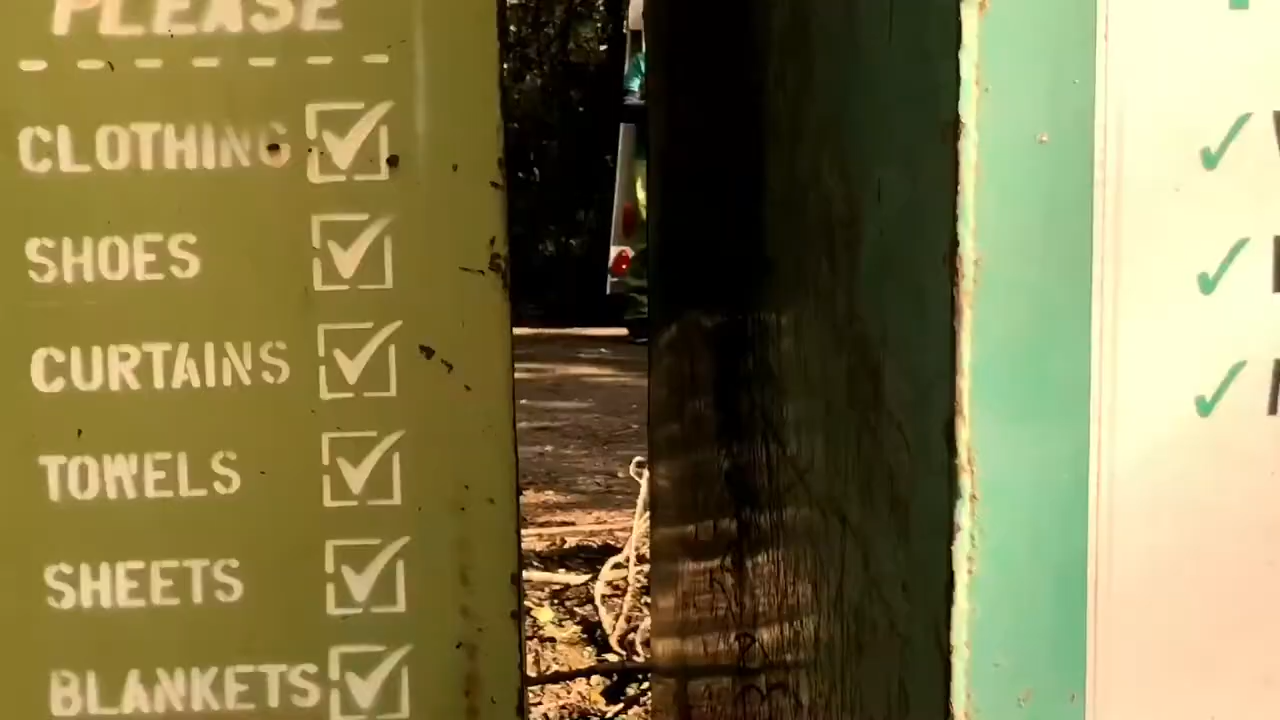 PLEASE
CLOTHING
SHOES
CURTAINS
TOWELS
SHEETS
BLANKETS